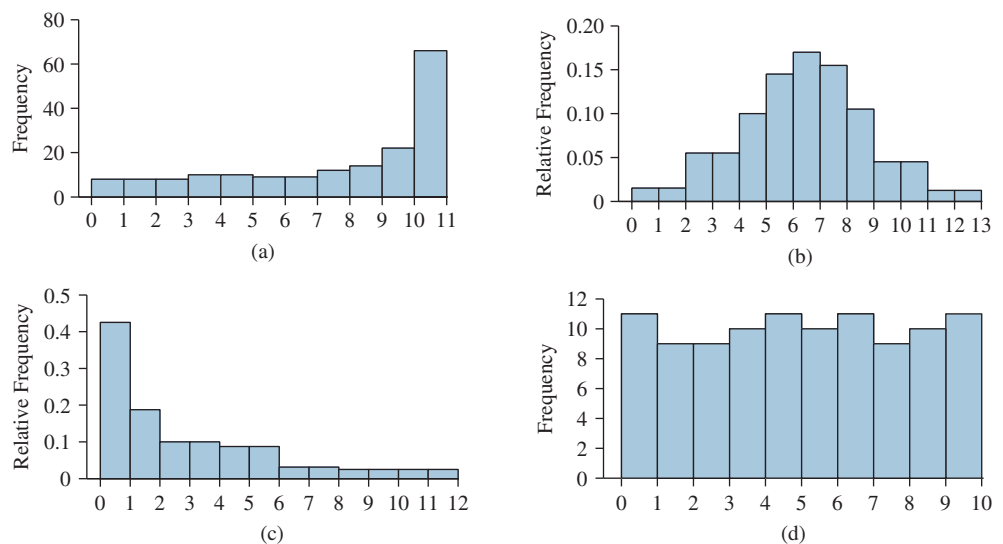 80
60
40
20
0
Frequency
0 1 2 3 4 5 6 7 8 9 10 11
(a)
0.20
0.15
0.10
0.05
0
Relative Frequency
0 1 2 3 4 5 6 7 8 9 10 11 12 13
(b)
0.5
0.4
0.3
0.2
0.1
0
Relative Frequency
0 1 2 3 4 5 6 7 8 9 10 11 12
(c)
12
10
8
6
4
2
0
Frequency
0 1 2 3 4 5 6 7 8 9 10
(d)